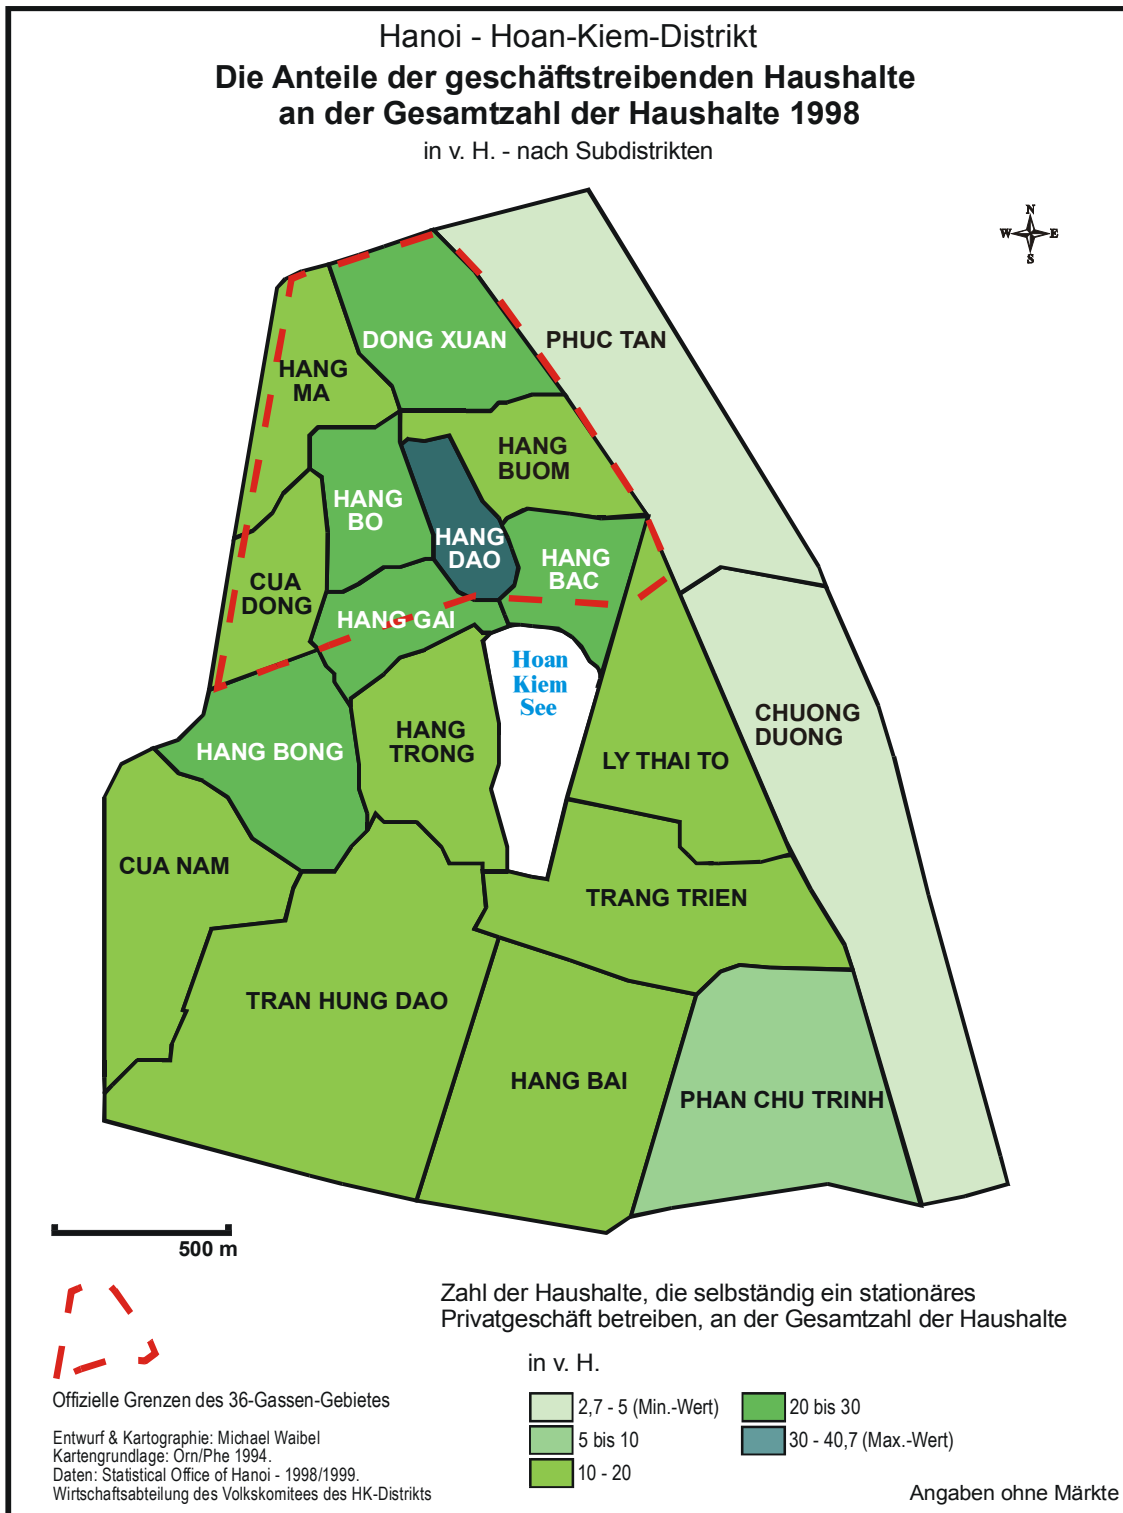 Hanoi - Hoan-Kiem-Distrikt
Die Anteile der geschäftstreibenden Haushalte
an der Gesamtzahl der Haushalte 1998
in v. H. - nach Subdistrikten
N
W E
S
DONG XUAN
PHUC TAN
HANG
MA
HANG
BUOM
HANG
BO
HANG
DAO
HANG
BAC
CUA
DONG
HANG GAI
Hoan
Kiem
See
CHUONG
DUONG
HANG
TRONG
HANG BONG
LY THAI TO
CUA NAM
TRANG TRIEN
TRAN HUNG DAO
HANG BAI
PHAN CHU TRINH
500 m
Zahl der Haushalte, die selbständig ein stationäres
Privatgeschäft betreiben, an der Gesamtzahl der Haushalte
in v. H.
2,7 - 5 (Min.-Wert)
5 bis 10
10 - 20
20 bis 30
30 - 40,7 (Max.-Wert)
Offizielle Grenzen des 36-Gassen-Gebietes
Entwurf & Kartographie: Michael Waibel
Kartengrundlage: Orn/Phe 1994.
Daten: Statistical Office of Hanoi - 1998/1999.
Wirtschaftsabteilung des Volkskomitees des HK-Distrikts
Angaben ohne Märkte